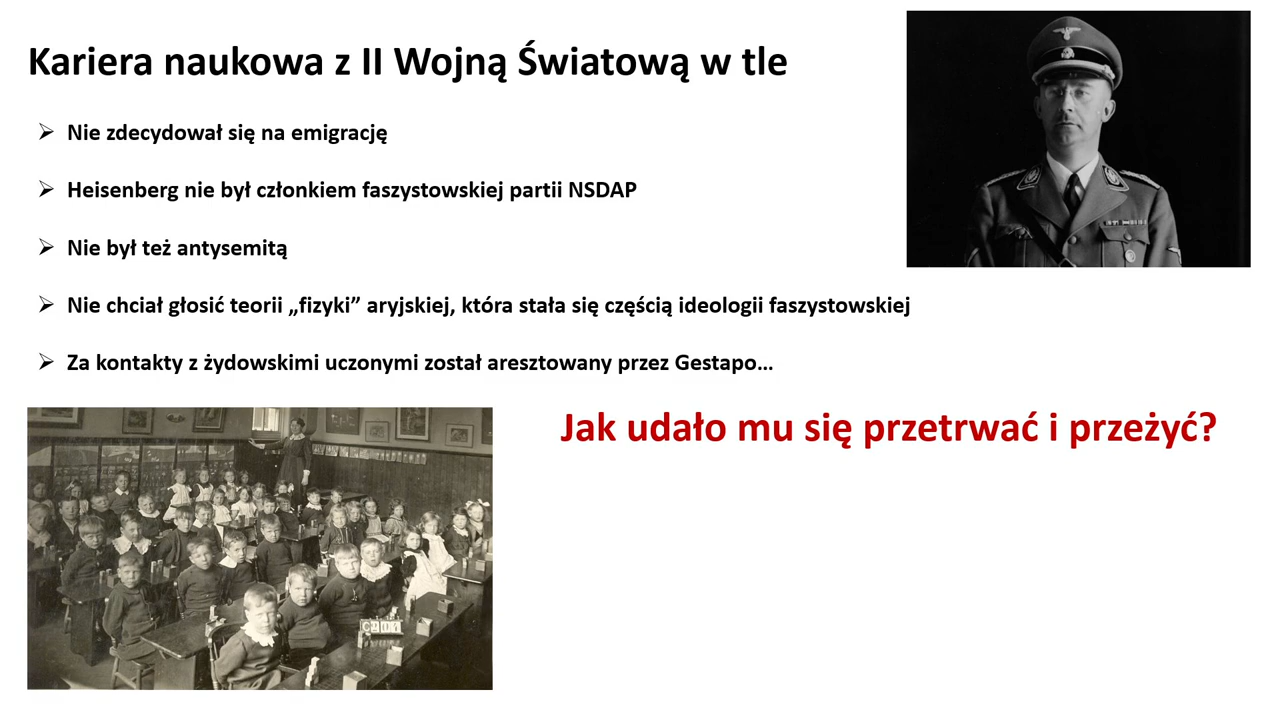 Kariera naukowa z II Wojną Światową w tle
➢ Nie zdecydował się na emigrację
➢ Heisenberg nie był członkiem faszystowskiej partii NSDAP
➢ Nie był też antysemitą
➢ Nie chciał głosić teorii „fizyki” aryjskiej, która stała się częścią ideologii faszystowskiej
➢ Za kontakty z żydowskimi uczonymi został aresztowany przez Gestapo…
Jak udało mu się przetrwać i przeżyć?